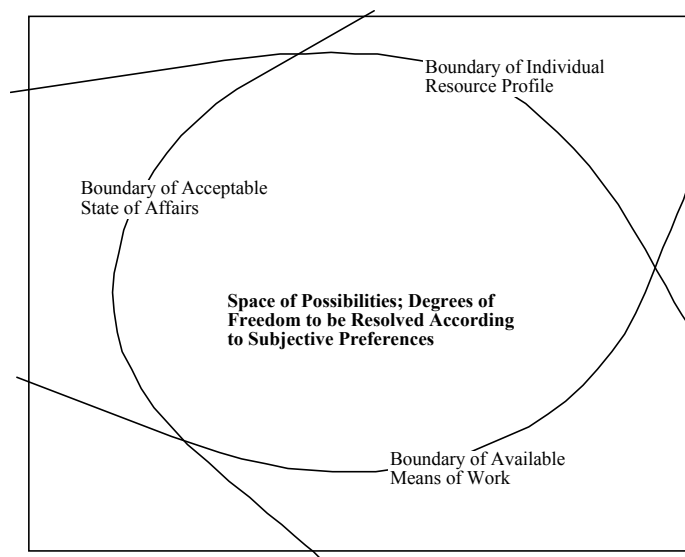 Boundary of Individual
Resource Profile
Boundary of Acceptable
State of Affairs
Space of Possibilities; Degrees of
Freedom to be Resolved According
to Subjective Preferences
Boundary of Available
Means of Work